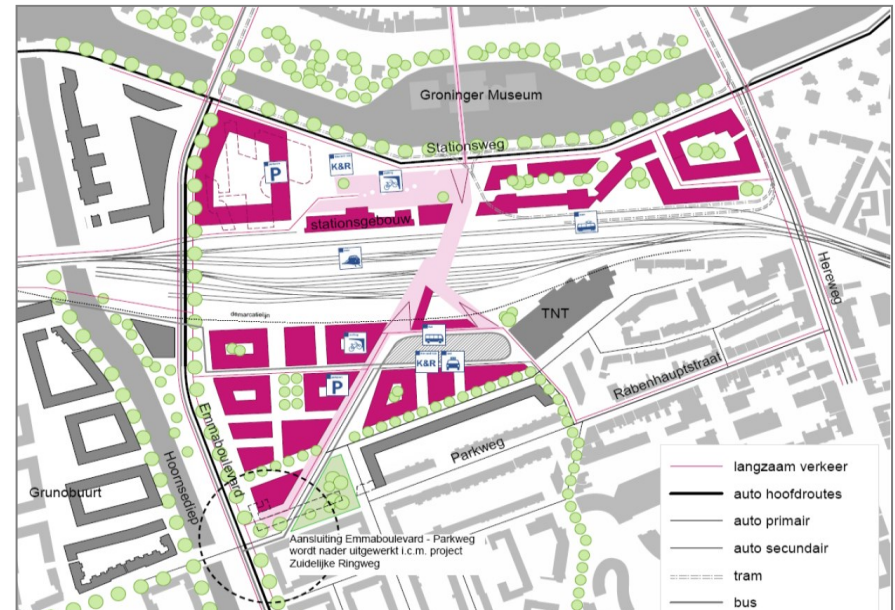 Groninger Museum
Stationsweg
K&R
P
stationsgebouw
demarcatielijn
TNT
Hereweg
K&R
P
Rabenhauptstraat
Emmaboulevard
Parkweg
Hoornsediep
Grunobuurt
Aansluiting Emmaboulevard - Parkweg
wordt nader uitgewerkt i.c.m. project
Zuidelijke Ringweg
langzaam verkeer
auto hoofdroutes
auto primair
auto secundair
tram
bus